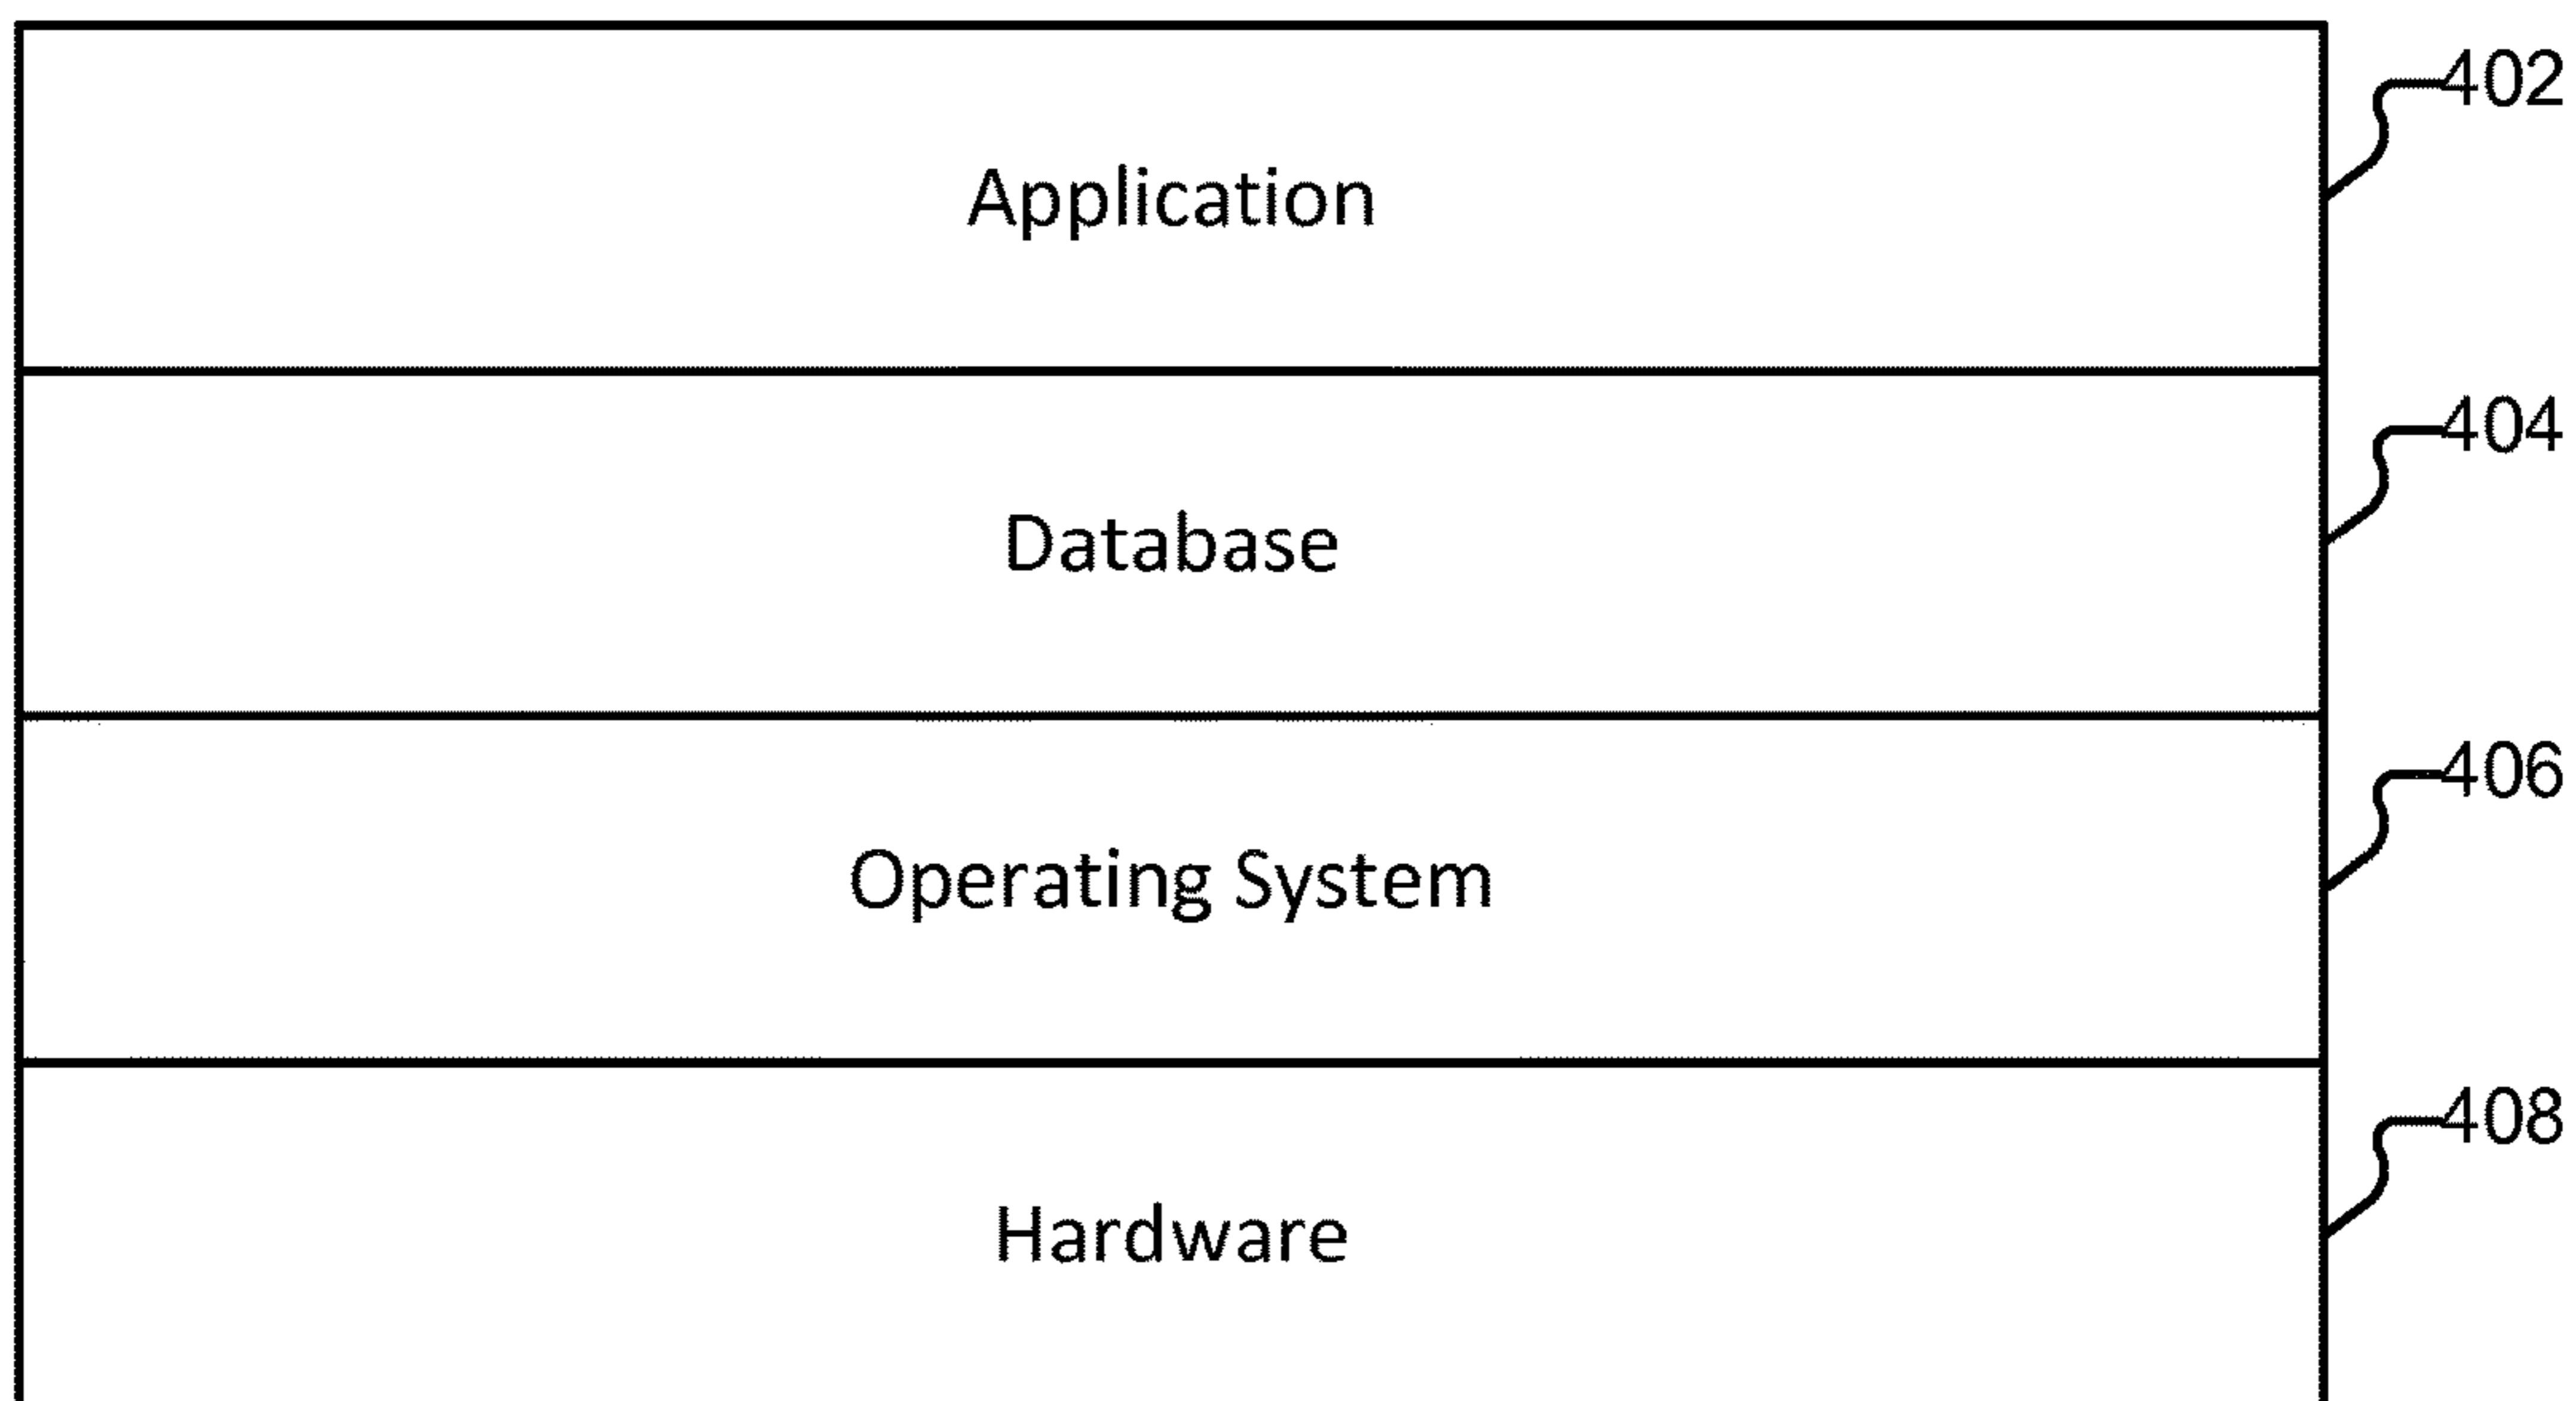 402
Application
404
Database
406
Operating System
408
Hardware